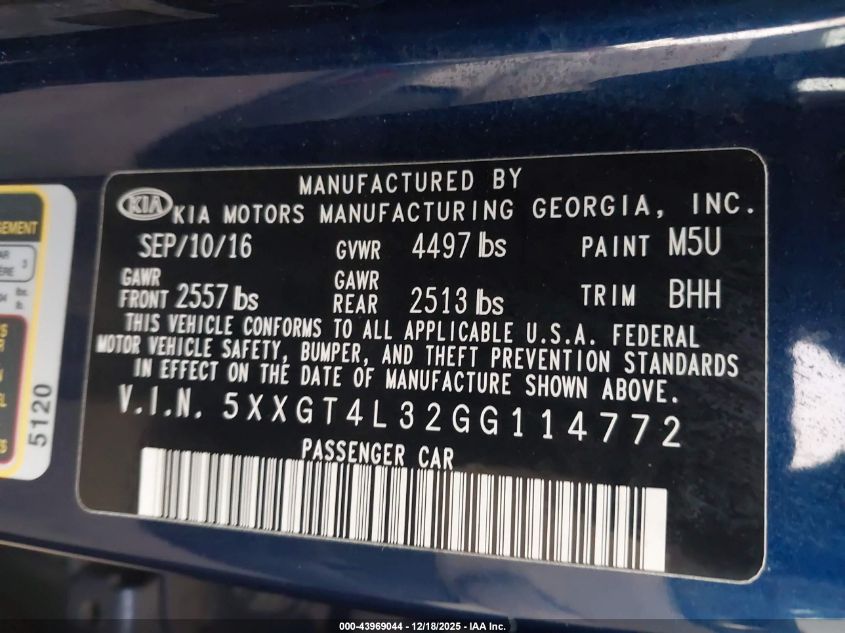 MANUFACTURED BY
KIA KIA MOTORS MANUFACTURING GEORGIA, INC.
SEP/10/16 GVWR 4497 lbs PAINT M5U
GAWR FRONT 2557 lbs GAWR REAR 2513 lbs TRIM BHH
THIS VEHICLE CONFORMS TO ALL APPLICABLE U.S.A. FEDERAL
MOTOR VEHICLE SAFETY, BUMPER, AND THEFT PREVENTION STANDARDS
IN EFFECT ON THE DATE OF MANUFACTURE SHOWN ABOVE.
V.I.N. 5XXGT4L32GG114772
PASSENGER CAR
5120
000-43969044 / 12/18/2025 - IAA Inc.